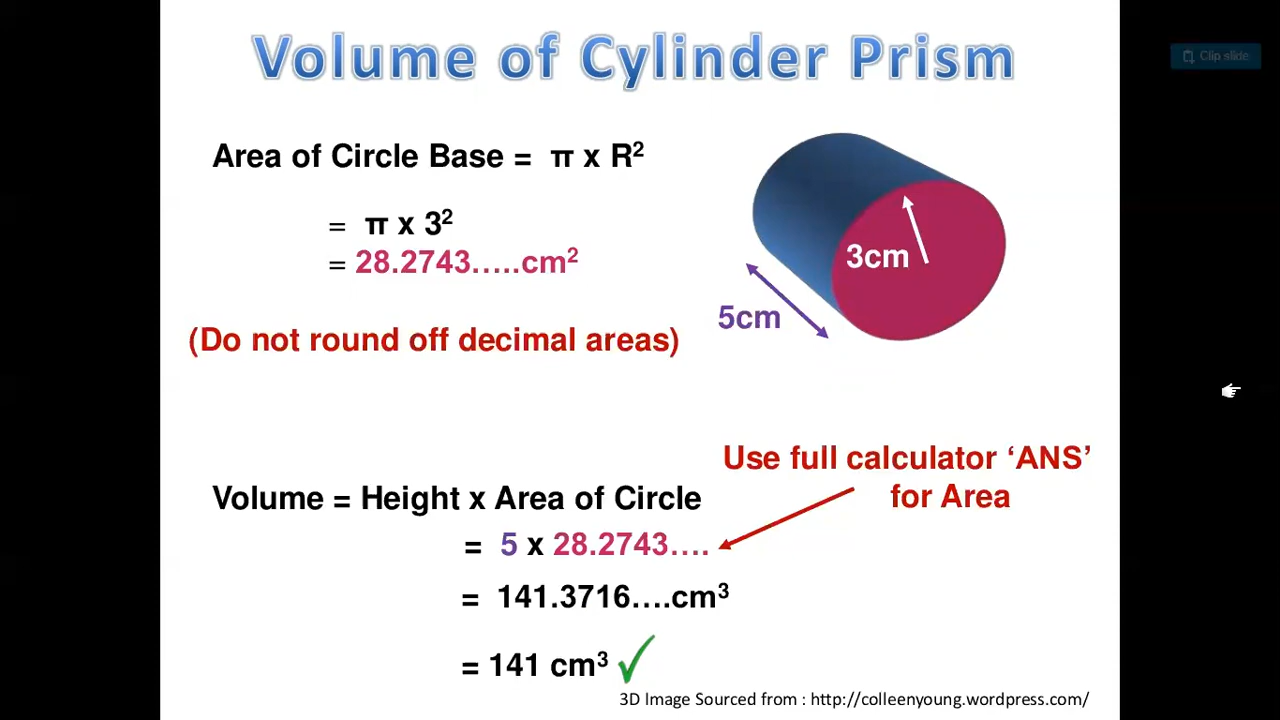 Volume of Cylinder Prism
Clip slide
Area of Circle Base = π x R²
= π x 3²
= 28.2743.....cm²
3cm
5cm
(Do not round off decimal areas)
Use full calculator ‘ANS’
for Area
Volume = Height x Area of Circle
= 5 x 28.2743....
= 141.3716....cm³
= 141 cm³
3D Image Sourced from : http://colleenyoung.wordpress.com/